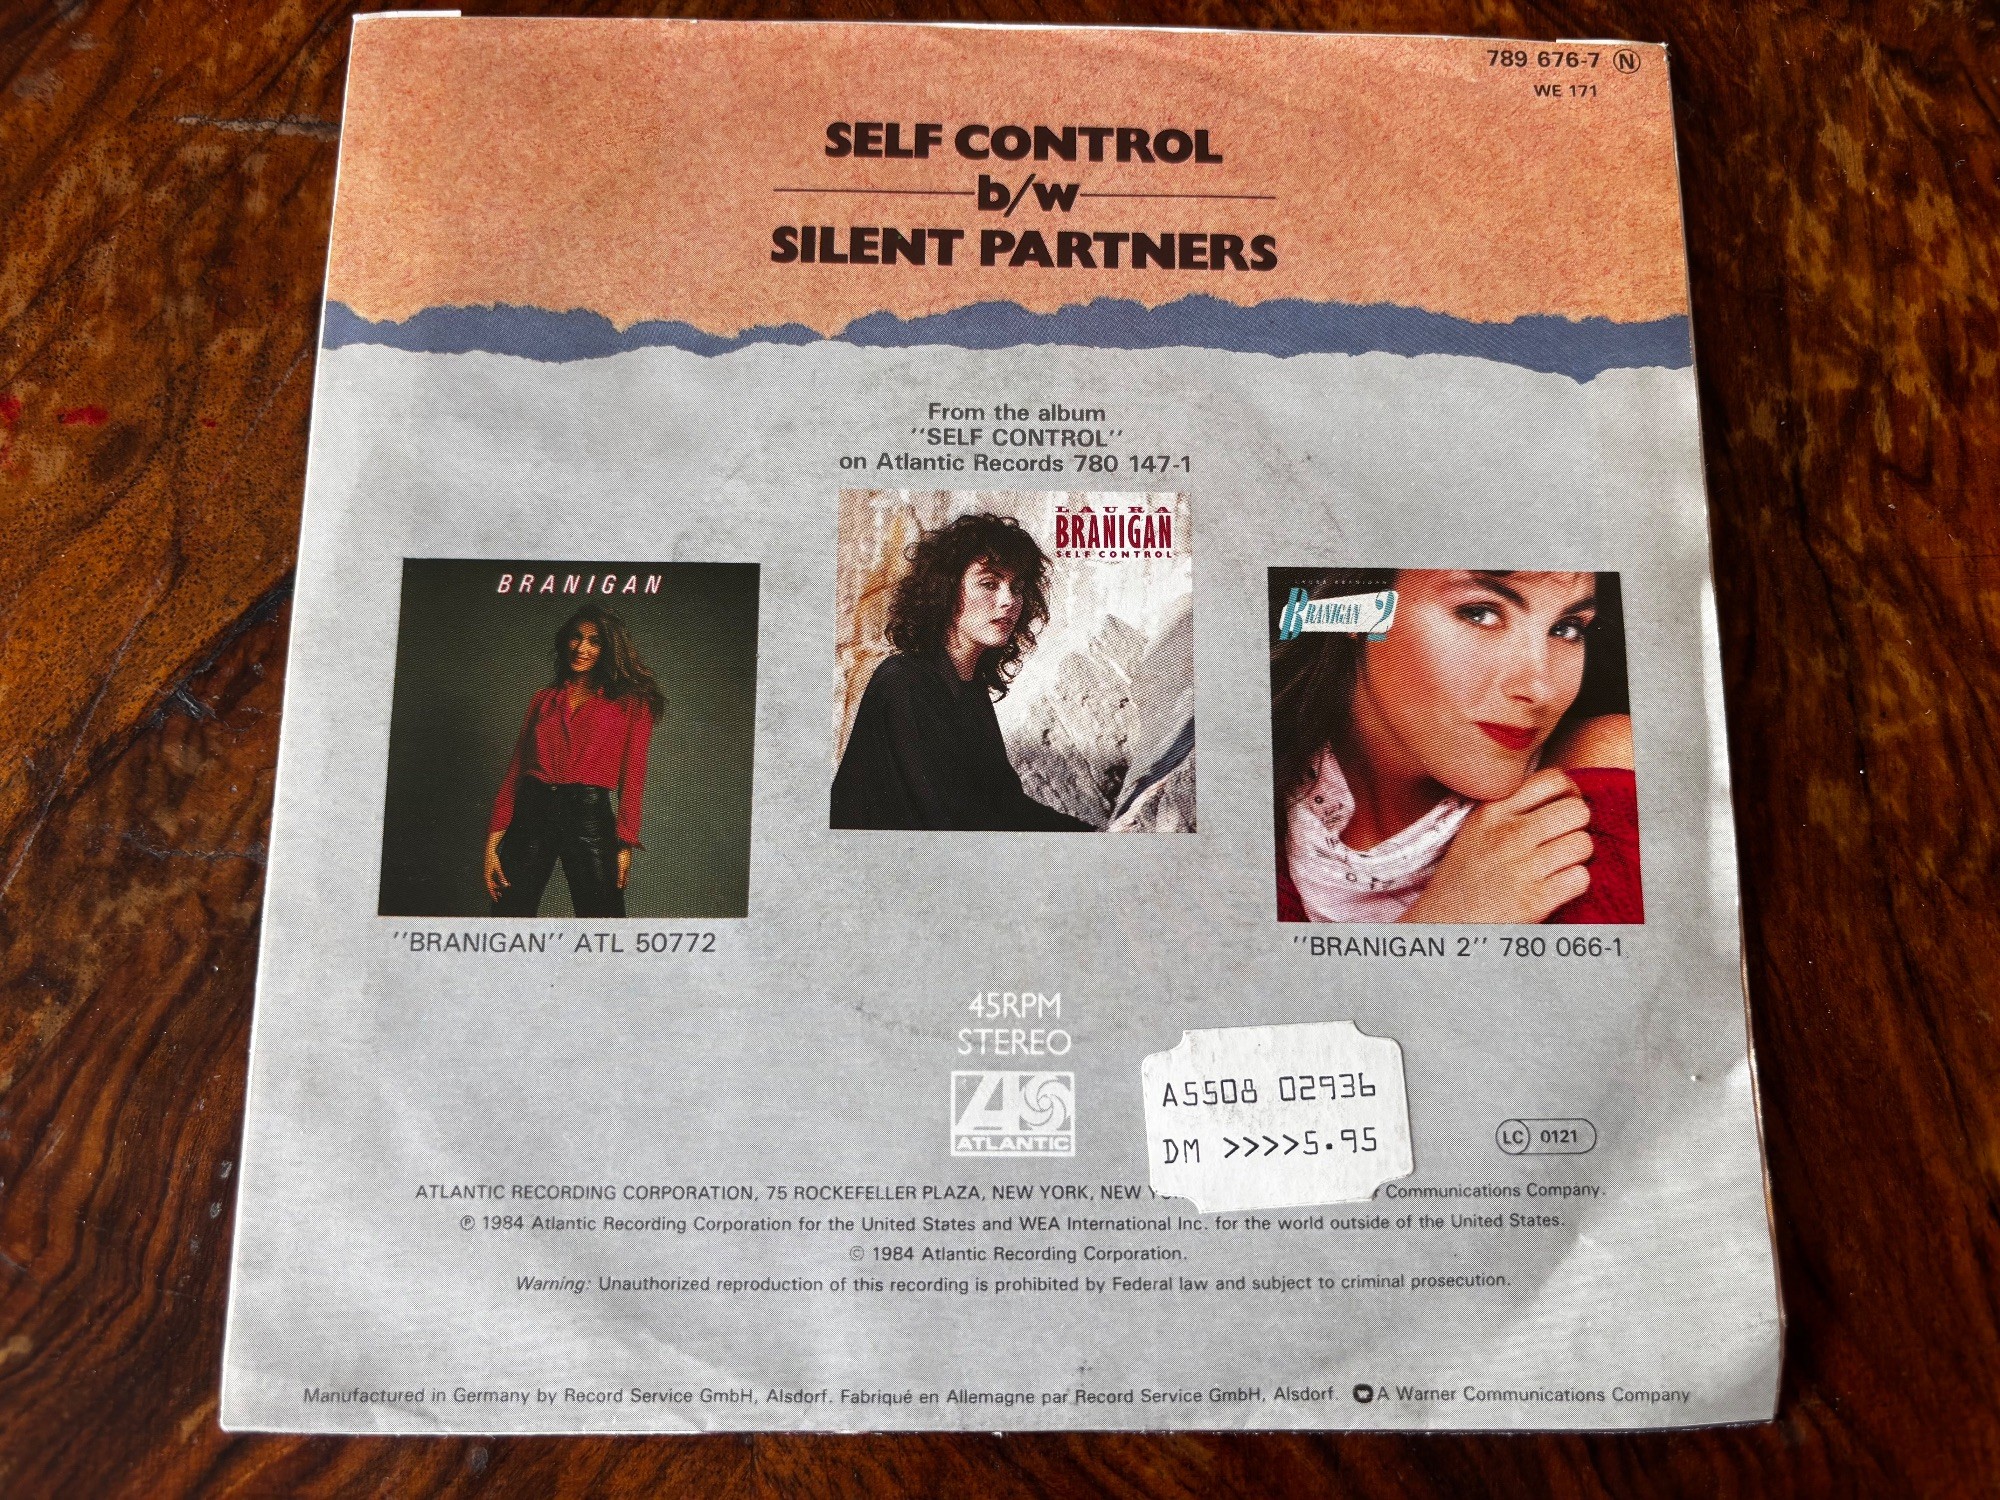 789 676-7 Ⓝ
WE 171
SELF CONTROL
b/w
SILENT PARTNERS
From the album
''SELF CONTROL''
on Atlantic Records 780 147-1
BRANIGAN
LAURA
BRANIGAN
SELF CONTROL
LAURA BRANIGAN
BRANIGAN 2
''BRANIGAN'' ATL 50772
''BRANIGAN 2'' 780 066-1
45RPM
STEREO
ATLANTIC
A5508 02936
DM >>>>5.95
LC 0121
ATLANTIC RECORDING CORPORATION, 75 ROCKEFELLER PLAZA, NEW YORK, NEW Communications Company.
℗ 1984 Atlantic Recording Corporation for the United States and WEA International Inc. for the world outside of the United States.
© 1984 Atlantic Recording Corporation.
Warning: Unauthorized reproduction of this recording is prohibited by Federal law and subject to criminal prosecution.
Manufactured in Germany by Record Service GmbH, Alsdorf. Fabriqué en Allemagne par Record Service GmbH, Alsdorf. A Warner Communications Company